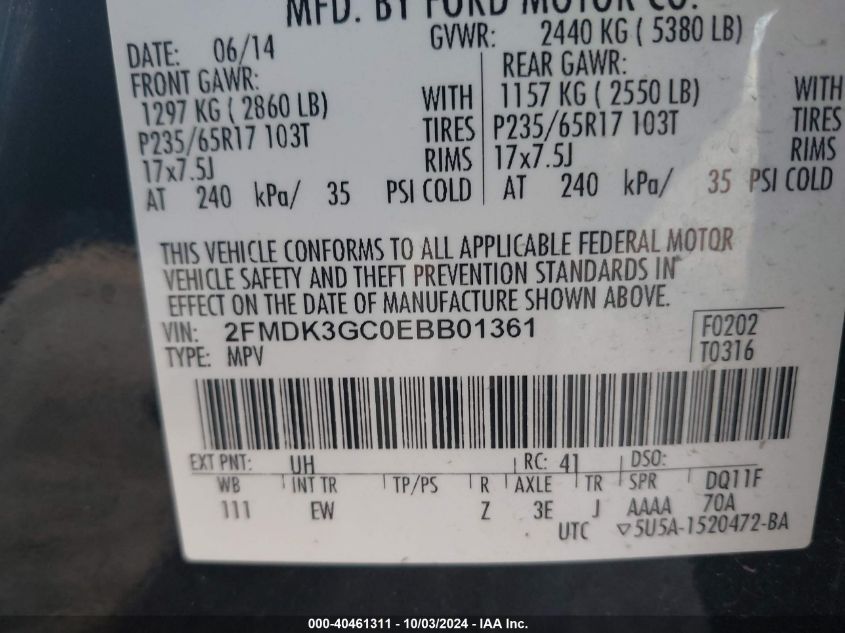 MFD. BY FORD MOTOR CO.
DATE: 06/14 GVWR: 2440 KG ( 5380 LB)
FRONT GAWR: REAR GAWR:
1297 KG ( 2860 LB) WITH 1157 KG ( 2550 LB) WITH
P235/65R17 103T TIRES P235/65R17 103T TIRES
17x7.5J RIMS 17x7.5J RIMS
AT 240 kPa/ 35 PSI COLD AT 240 kPa/ 35 PSI COLD
THIS VEHICLE CONFORMS TO ALL APPLICABLE FEDERAL MOTOR
VEHICLE SAFETY AND THEFT PREVENTION STANDARDS IN
EFFECT ON THE DATE OF MANUFACTURE SHOWN ABOVE.
VIN: 2FMDK3GC0EBB01361 F0202
TYPE: MPV T0316
EXT PNT: UH RC: 41 DSO:
WB INT TR TP/PS R AXLE TR SPR DQ11F
111 EW Z 3E J AAAA 70A
UTC ▽5U5A-1520472-BA
000-40461311 - 10/03/2024 - IAA Inc.